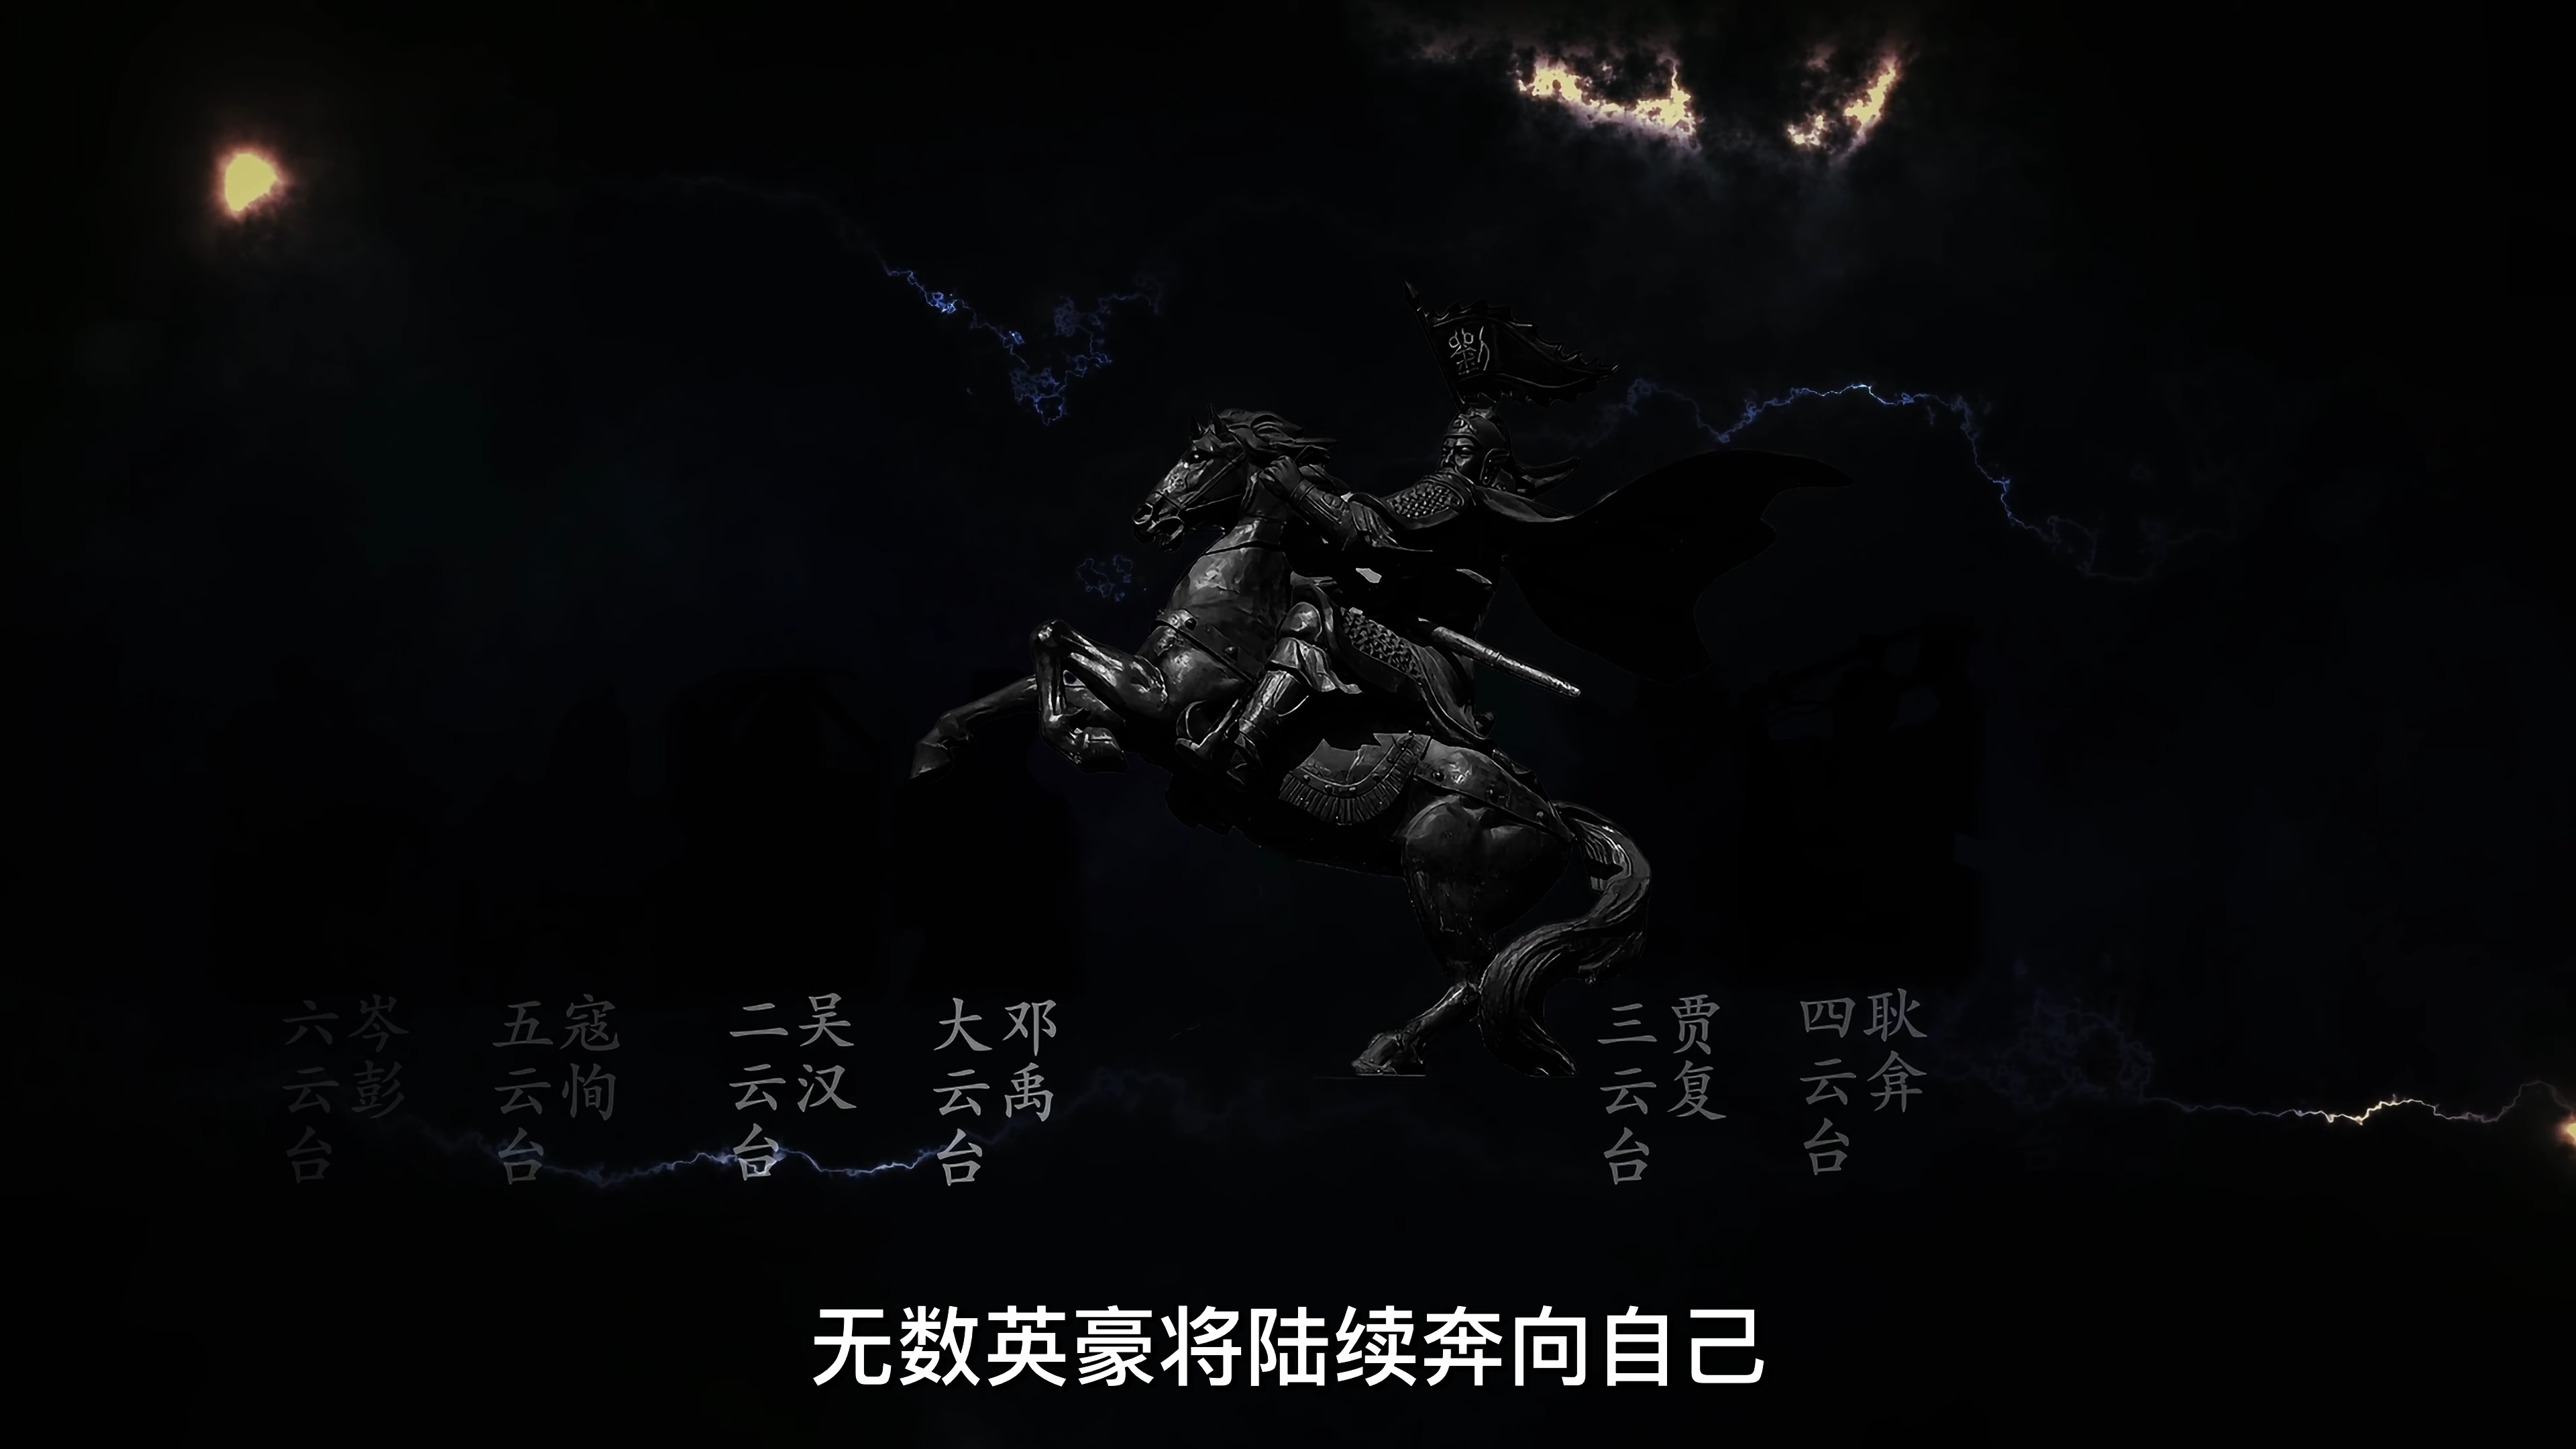 劉
岑彭
六云台
寇恂
五云台
吴汉
二云台
邓禹
大云台
贾复
三云台
耿弇
四云台
无数英豪将陆续奔向自己